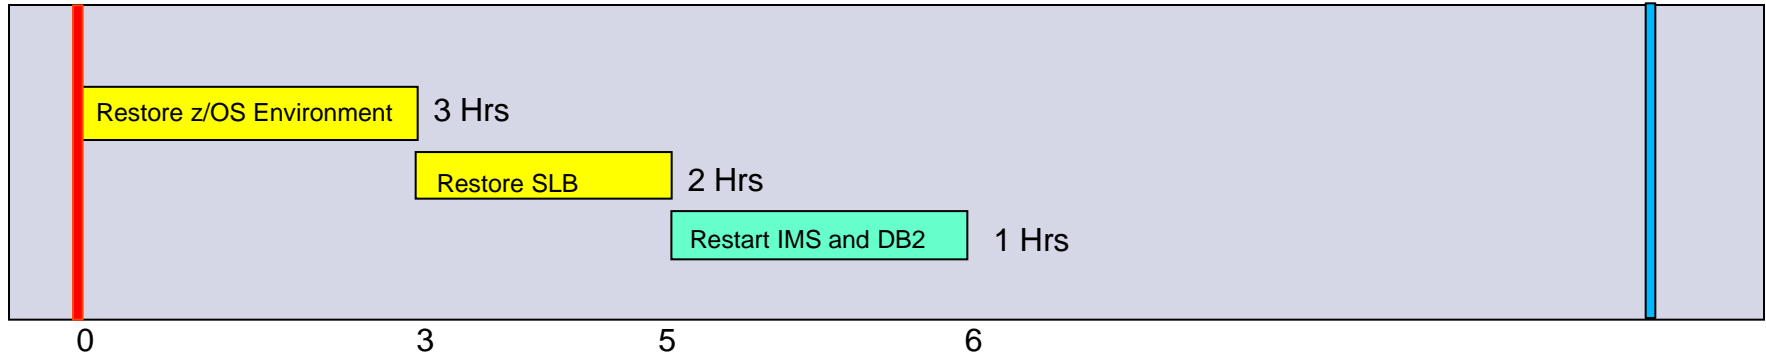 Restore z/OS Environment
3 Hrs
Restore SLB
2 Hrs
Restart IMS and DB2
1 Hrs
0
3
5
6